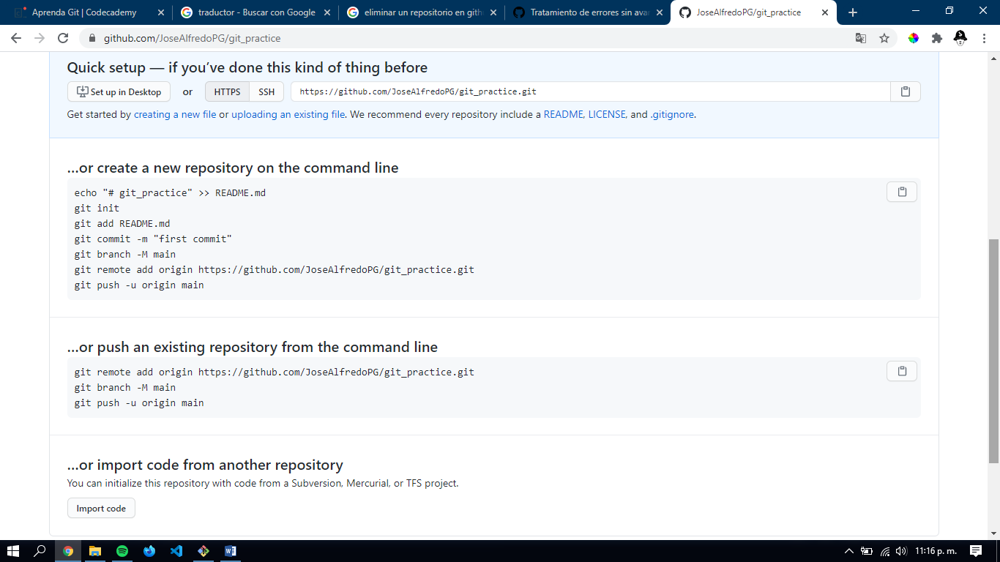 Aprenda Git | Codecademy
traductor - Buscar con Google
eliminar un repositorio en gith
Tratamiento de errores sin avan
JoseAlfredoPG/git_practice
github.com/JoseAlfredoPG/git_practice
Quick setup — if you’ve done this kind of thing before
Set up in Desktop or HTTPS SSH https://github.com/JoseAlfredoPG/git_practice.git
Get started by creating a new file or uploading an existing file. We recommend every repository include a README, LICENSE, and .gitignore.
…or create a new repository on the command line
echo "# git_practice" >> README.md
git init
git add README.md
git commit -m "first commit"
git branch -M main
git remote add origin https://github.com/JoseAlfredoPG/git_practice.git
git push -u origin main
…or push an existing repository from the command line
git remote add origin https://github.com/JoseAlfredoPG/git_practice.git
git branch -M main
git push -u origin main
…or import code from another repository
You can initialize this repository with code from a Subversion, Mercurial, or TFS project.
Import code
11:16 p. m.